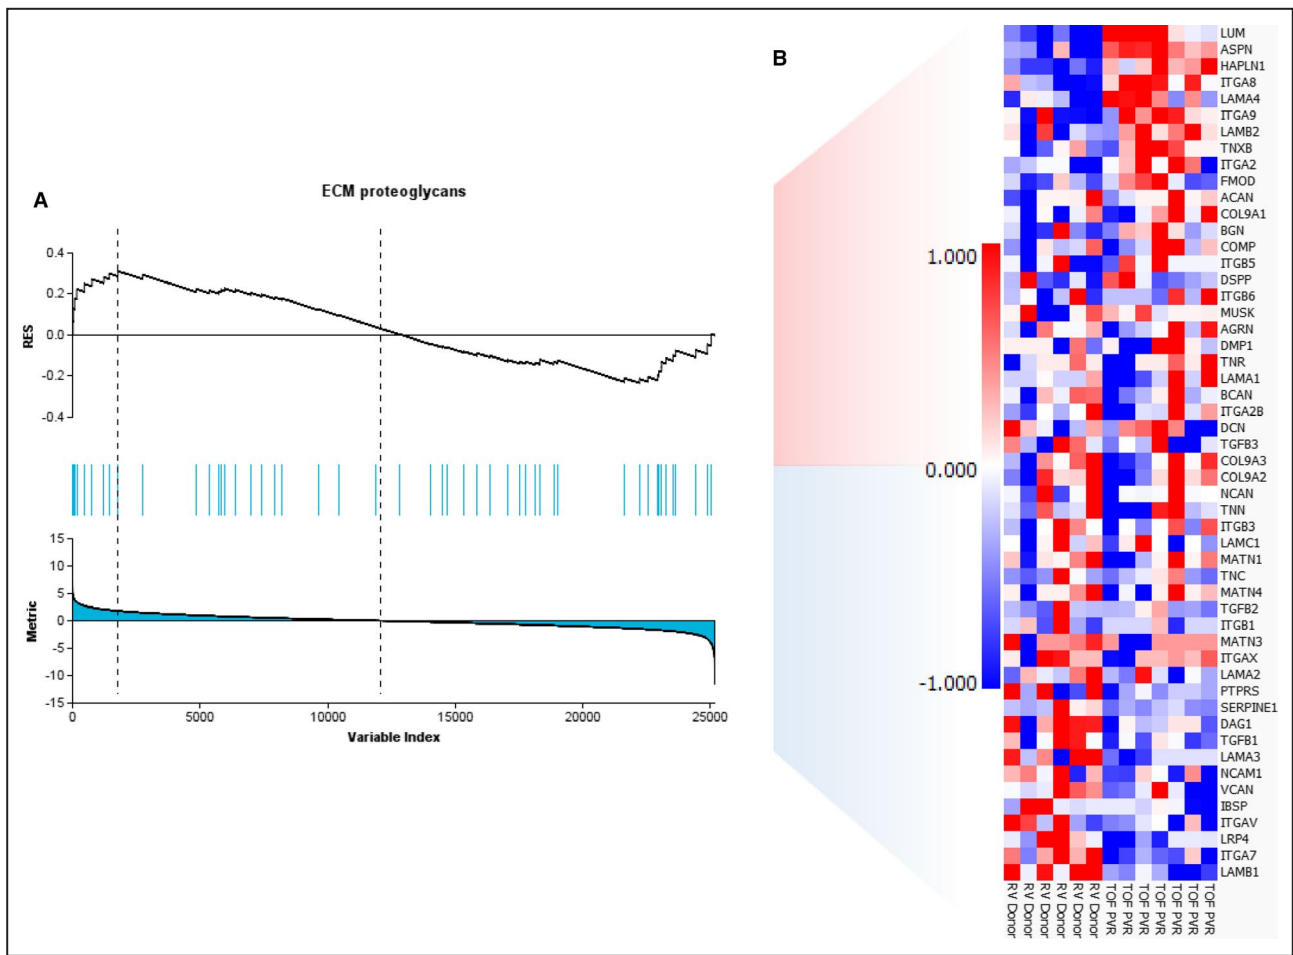 A
ECM proteoglycans
0.4
0.2
0.0
-0.2
-0.4
RES
15
10
5
0
-5
-10
-15
Metric
0
5000
10000
15000
20000
25000
Variable Index
B
1.000
0.000
-1.000
LUM
ASPN
HAPLN1
ITGA8
LAMA4
ITGA9
LAMB2
TNXB
ITGA2
FMOD
ACAN
COL9A1
BGN
COMP
ITGB5
DSPP
ITGB6
MUSK
AGRN
DMP1
TNR
LAMA1
BCAN
ITGA2B
DCN
TGFB3
COL9A3
COL9A2
NCAN
TNN
ITGB3
LAMC1
MATN1
TNC
MATN4
TGFB2
ITGB1
MATN3
ITGAX
LAMA2
PTPRS
SERPINE1
DAG1
TGFB1
LAMA3
NCAM1
VCAN
IBSP
ITGAV
LRP4
ITGA7
LAMB1
RV Donor
RV Donor
RV Donor
RV Donor
RV Donor
RV Donor
TOF PVR
TOF PVR
TOF PVR
TOF PVR
TOF PVR
TOF PVR
TOF PVR